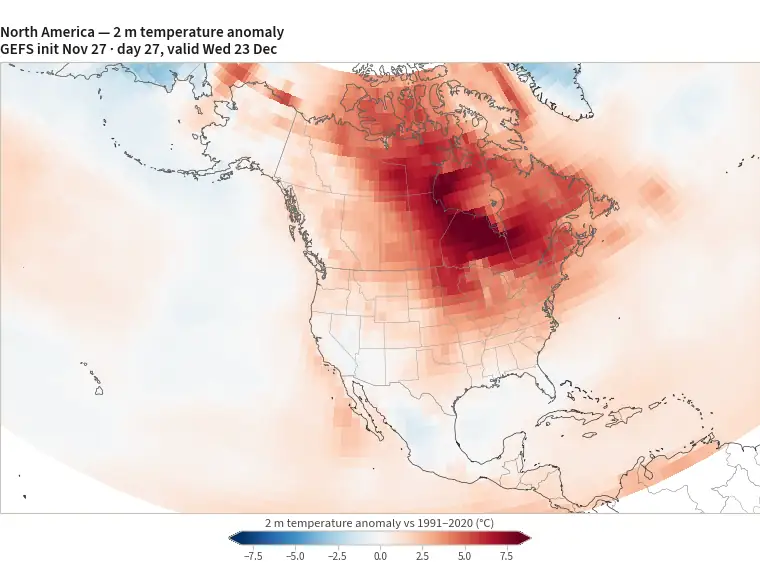 North America — 2 m temperature anomaly
GEFS init Nov 27 · day 27, valid Wed 23 Dec
2 m temperature anomaly vs 1991–2020 (°C)
−7.5 −5.0 −2.5 0.0 2.5 5.0 7.5